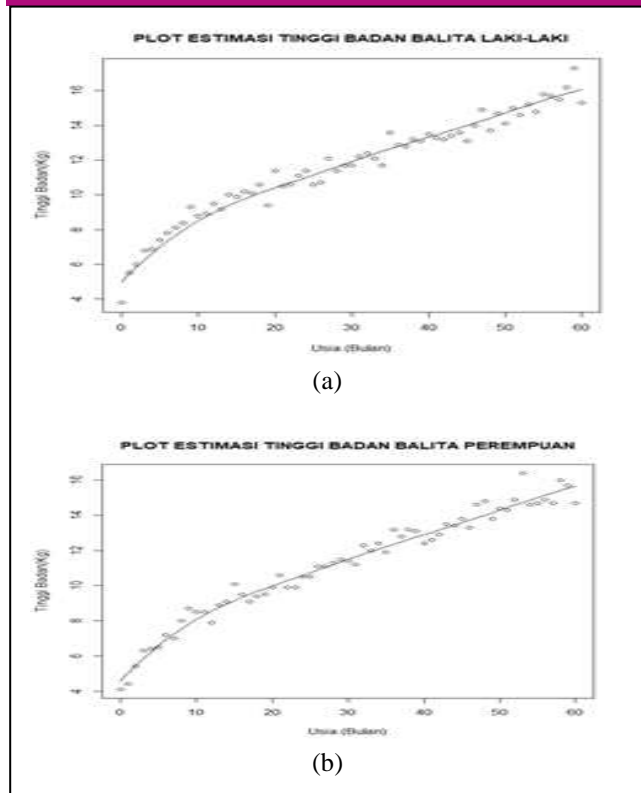 PLOT ESTIMASI TINGGI BADAN BALITA LAKI-LAKI
Tinggi Badan(Kg)
16
14
12
10
8
6
4
0 10 20 30 40 50 60
Usia (Bulan)
(a)
PLOT ESTIMASI TINGGI BADAN BALITA PEREMPUAN
Tinggi Badan(Kg)
16
14
12
10
8
6
4
0 10 20 30 40 50 60
Usia (Bulan)
(b)